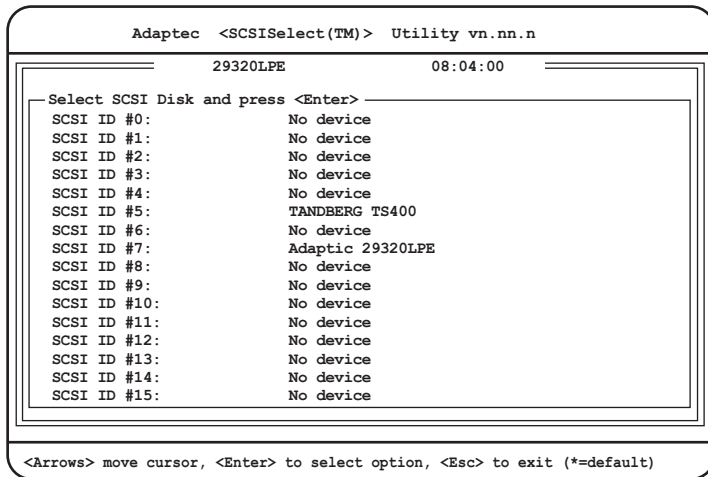 Adaptec <SCSISelect(TM)> Utility vn.nn.n
29320LPE 08:04:00
Select SCSI Disk and press <Enter>
SCSI ID #0: No device
SCSI ID #1: No device
SCSI ID #2: No device
SCSI ID #3: No device
SCSI ID #4: No device
SCSI ID #5: TANDBERG TS400
SCSI ID #6: No device
SCSI ID #7: Adaptic 29320LPE
SCSI ID #8: No device
SCSI ID #9: No device
SCSI ID #10: No device
SCSI ID #11: No device
SCSI ID #12: No device
SCSI ID #13: No device
SCSI ID #14: No device
SCSI ID #15: No device
<Arrows> move cursor, <Enter> to select option, <Esc> to exit (*=default)